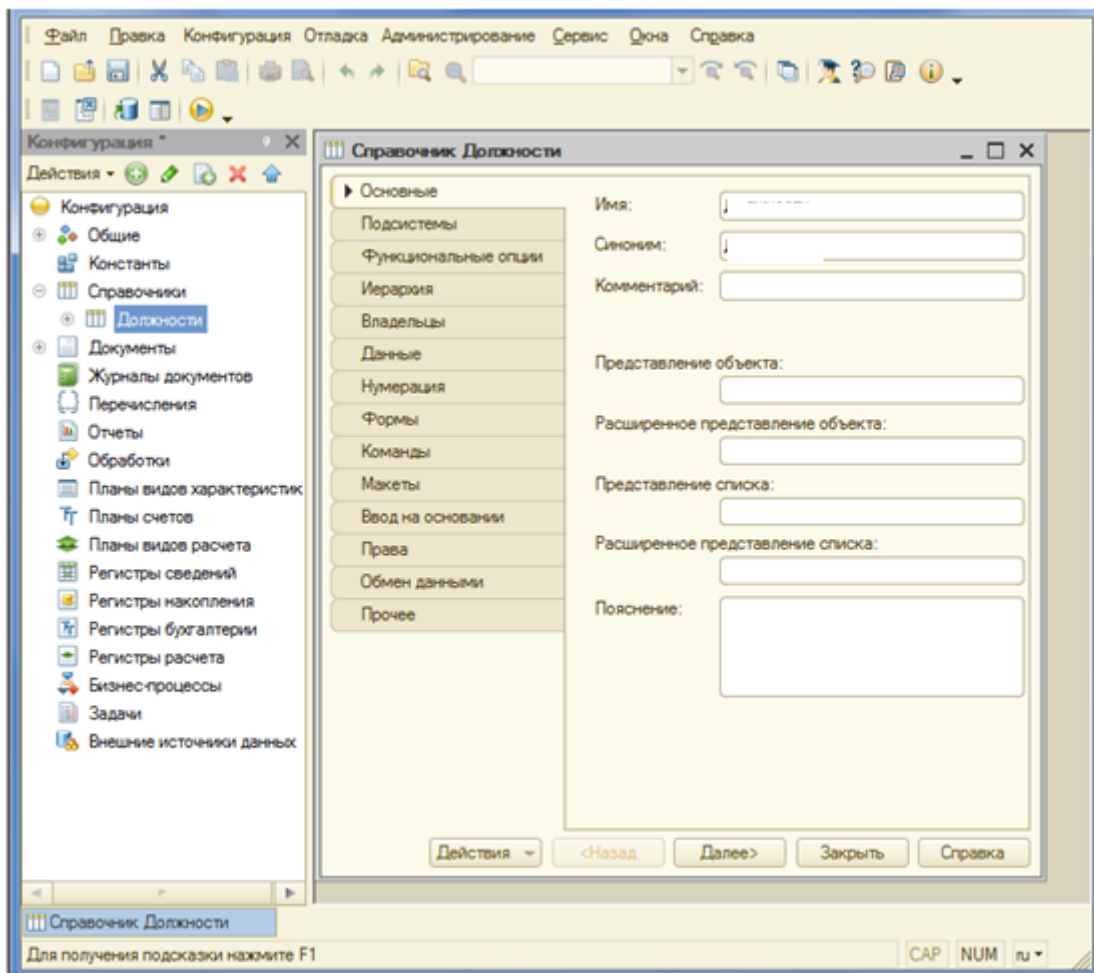 Файл Правка Конфигурация Отладка Администрирование Сервис Окна Справка
Конфигурация *
Действия
Конфигурация
Общие
Константы
Справочники
Должности
Документы
Журналы документов
Перечисления
Отчеты
Обработки
Планы видов характеристик
Планы счетов
Планы видов расчета
Регистры сведений
Регистры накопления
Регистры бухгалтерии
Регистры расчета
Бизнес-процессы
Задачи
Внешние источники данных
Справочник Должности
Основные
Подсистемы
Функциональные опции
Иерархия
Владельцы
Данные
Нумерация
Формы
Команды
Макеты
Ввод на основании
Права
Обмен данными
Прочее
Имя:
Синоним:
Комментарий:
Представление объекта:
Расширенное представление объекта:
Представление списка:
Расширенное представление списка:
Пояснение:
Действия <Назад Далее> Закрыть Справка
Справочник Должности
Для получения подсказки нажмите F1 CAP NUM ru